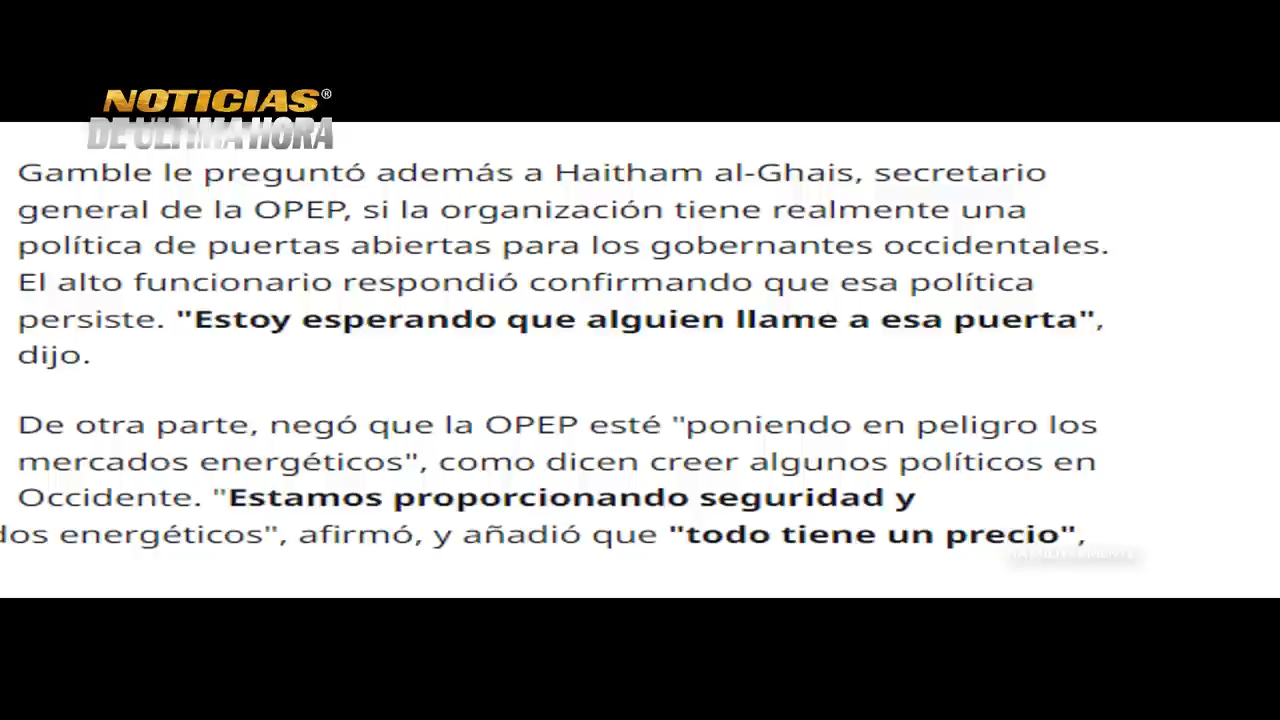 NOTICIAS®
DE ULTIMA HORA
Gamble le preguntó además a Haitham al-Ghais, secretario
general de la OPEP, si la organización tiene realmente una
política de puertas abiertas para los gobernantes occidentales.
El alto funcionario respondió confirmando que esa política
persiste. "Estoy esperando que alguien llame a esa puerta",
dijo.
De otra parte, negó que la OPEP esté "poniendo en peligro los
mercados energéticos", como dicen creer algunos políticos en
Occidente. "Estamos proporcionando seguridad y
dos energéticos", afirmó, y añadió que "todo tiene un precio",